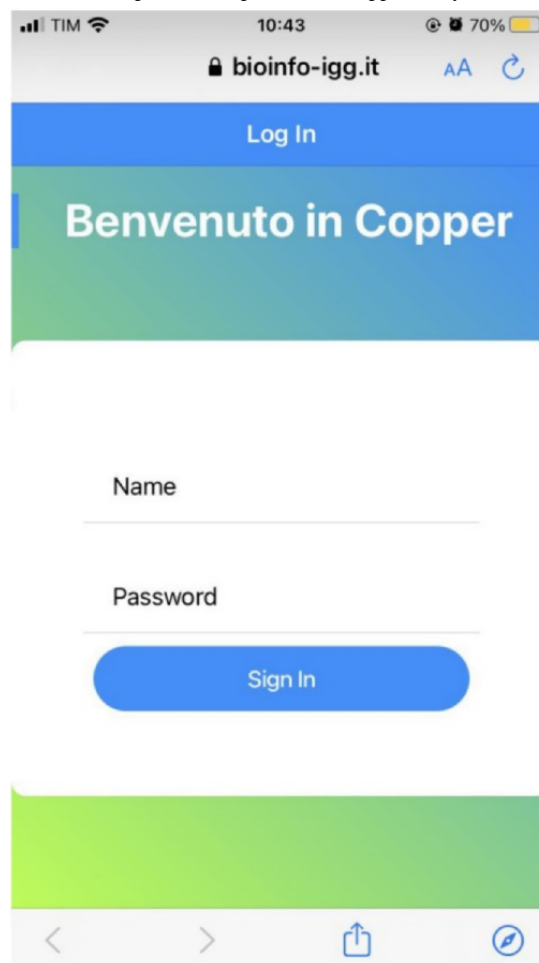 TIM 10:43 70%
bioinfo-igg.it AA
Log In
Benvenuto in Copper
Name
Password
Sign In